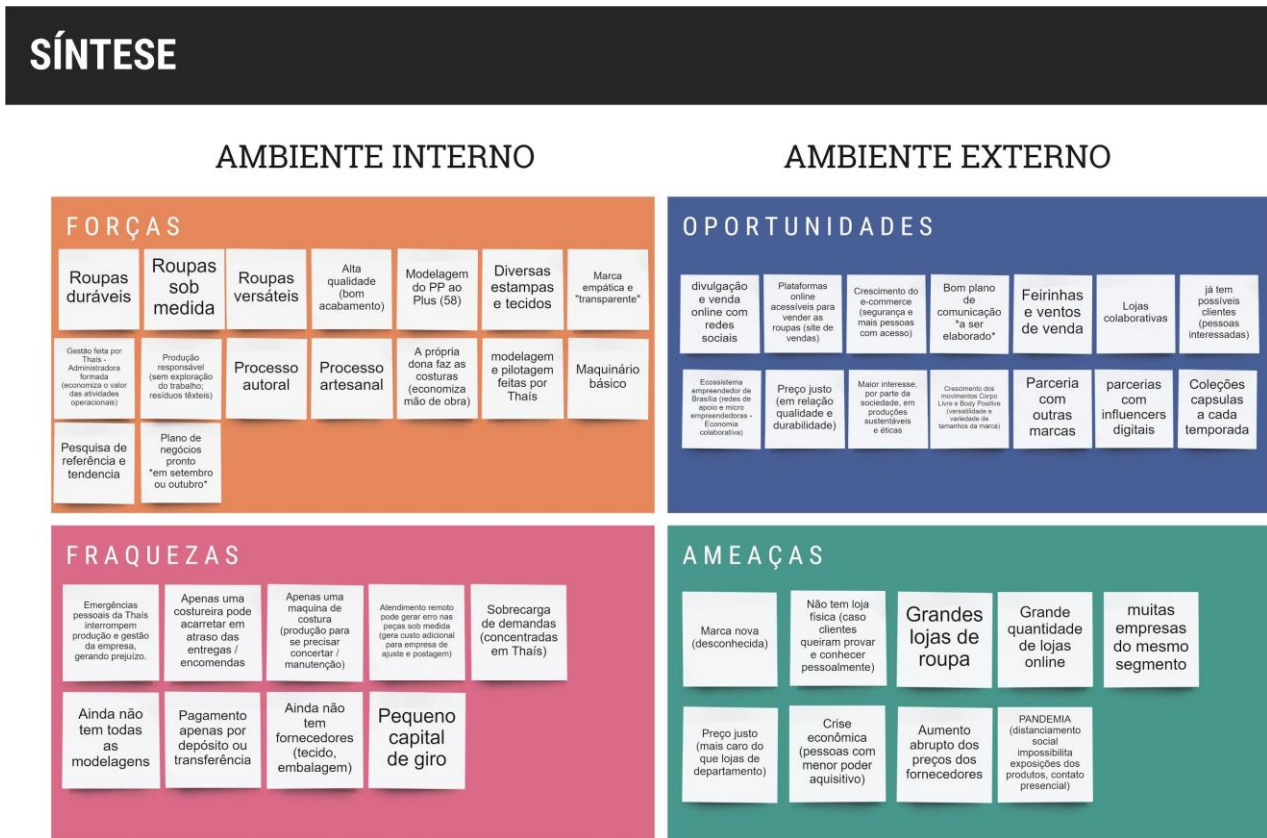 SÍNTESE
AMBIENTE INTERNO
FORÇAS
Roupas
duráveis
Roupas
sob
medida
Roupas
versáteis
Alta
qualidade
(bom
acabamento)
Modelagem
do PP ao
Plus (58)
Diversas
estampas
e tecidos
Marca
empática e
"transparente"
Gestão feita por
Thaís -
Administradora
formada
(economiza o valor
das atividades
operacionais)
Produção
responsável
(sem exploração
do trabalho;
resíduos têxteis)
Processo
autoral
Processo
artesanal
A própria
dona faz as
costuras
(economiza
mão de obra)
modelagem
e pilotagem
feitas por
Thaís
Maquinário
básico
Pesquisa de
referência e
tendencia
Plano de
negócios
pronto
*em setembro
ou outubro*
AMBIENTE EXTERNO
OPORTUNIDADES
divulgação
e venda
online com
redes
sociais
Plataformas
online
acessíveis para
vender as
roupas (site de
vendas)
Crescimento do
e-commerce
(segurança e
mais pessoas
com acesso)
Bom plano
de
comunicação
*a ser
elaborado*
Feirinhas
e ventos
de venda
Lojas
colaborativas
já tem
possíveis
clientes
(pessoas
interessadas)
Ecossistema
empreendedor de
Brasília (redes de
apoio e micro
empreendedoras -
Economia
colaborativa)
Preço justo
(em relação
qualidade e
durabilidade)
Maior interesse,
por parte da
sociedade, em
produções
sustentáveis
e éticas
Crescimento dos
movimentos Corpo
Livre e Body Positive
(versatilidade e
variedade de
tamanhos da marca)
Parceria
com
outras
marcas
parcerias
com
influencers
digitais
Coleções
capsulas
a cada
temporada
FRAQUEZAS
Emergências
pessoais da Thaís
interrompem
produção e gestão
da empresa,
gerando prejuízo.
Apenas uma
costureira pode
acarretar em
atraso das
entregas /
encomendas
Apenas uma
maquina de
costura
(produção para
se precisar
concertar /
manutenção)
Atendimento remoto
pode gerar erro nas
peças sob medida
(gera custo adicional
para empresa de
ajuste e postagem)
Sobrecarga
de demandas
(concentradas
em Thaís)
Ainda não
tem todas
as
modelagens
Pagamento
apenas por
depósito ou
transferência
Ainda não
tem
fornecedores
(tecido,
embalagem)
Pequeno
capital
de giro
AMEAÇAS
Marca nova
(desconhecida)
Não tem loja
física (caso
clientes
queiram provar
e conhecer
pessoalmente)
Grandes
lojas de
roupa
Grande
quantidade
de lojas
online
muitas
empresas
do mesmo
segmento
Preço justo
(mais caro do
que lojas de
departamento)
Crise
econômica
(pessoas com
menor poder
aquisitivo)
Aumento
abrupto dos
preços dos
fornecedores
PANDEMIA
(distanciamento
social
impossibilita
exposições dos
produtos, contato
presencial)